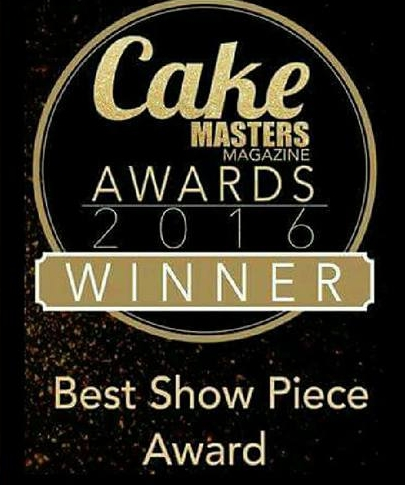 Cake
MASTERS
MAGAZINE
AWARDS
2016
WINNER
Best Show Piece
Award